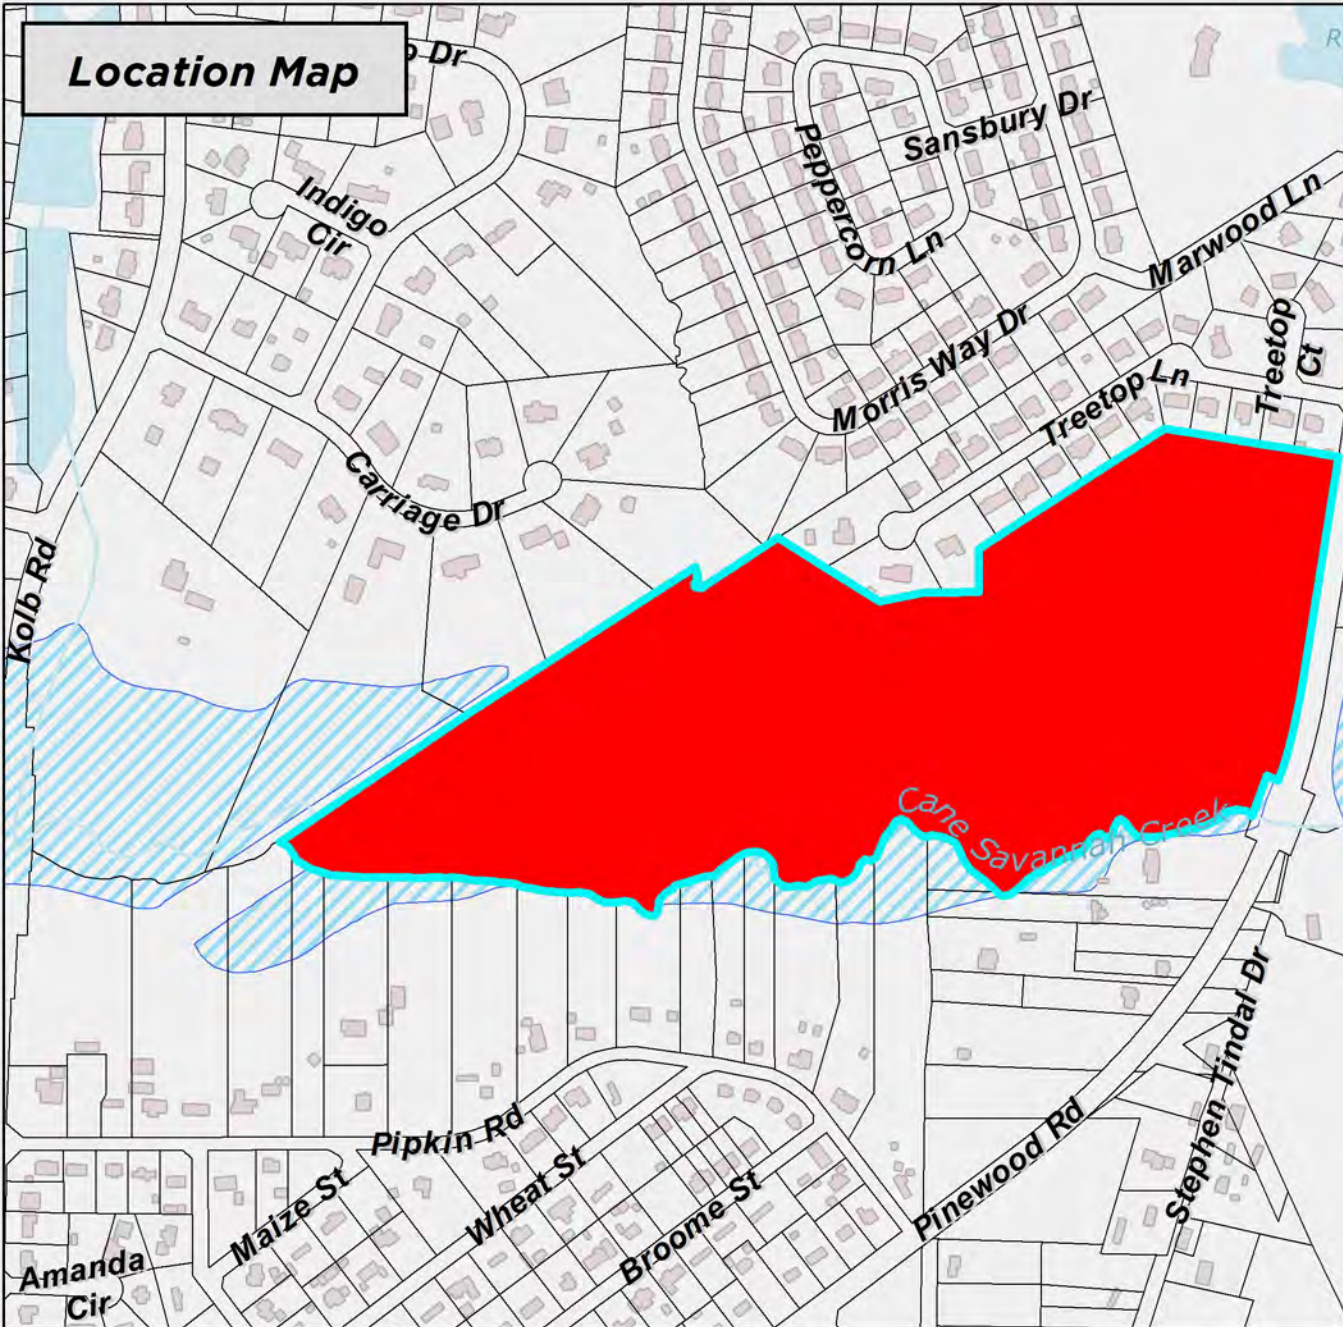 Location Map
Dr
R
Sansbury Dr
Peppercorn Ln
Indigo
Cir
Marwood Ln
Morris Way Dr
Treetop
Ct
Treetop Ln
Carriage Dr
Kolb Rd
Cane Savannah Creek
Stephen Tindal Dr
Pinewood Rd
Pipkin Rd
Wheat St
Maize St
Broome St
Amanda
Cir